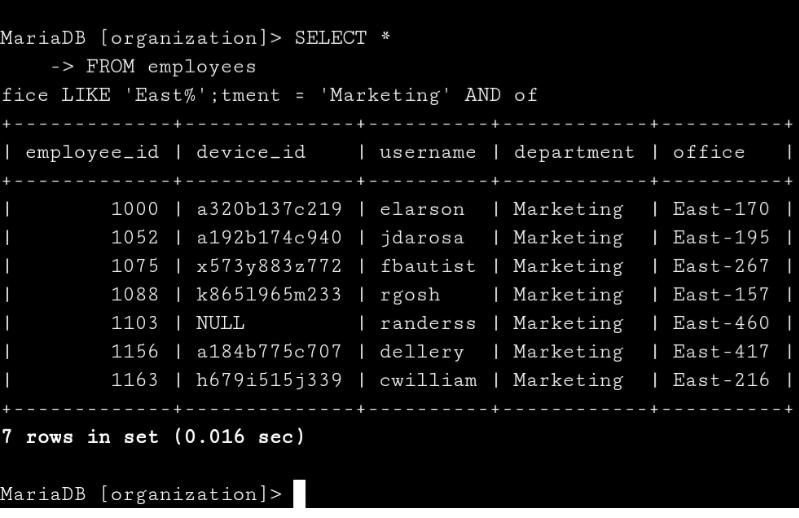 MariaDB [organization]> SELECT *
    -> FROM employees
fice LIKE 'East%';tment = 'Marketing' AND of
+-------------+--------------+----------+------------+----------+
| employee_id | device_id    | username | department | office   |
+-------------+--------------+----------+------------+----------+
|        1000 | a320b137c219 | elarson  | Marketing  | East-170 |
|        1052 | a192b174c940 | jdarosa  | Marketing  | East-195 |
|        1075 | x573y883z772 | fbautist | Marketing  | East-267 |
|        1088 | k865l965m233 | rgosh    | Marketing  | East-157 |
|        1103 | NULL         | randerss | Marketing  | East-460 |
|        1156 | a184b775c707 | dellery  | Marketing  | East-417 |
|        1163 | h679i515j339 | cwilliam | Marketing  | East-216 |
+-------------+--------------+----------+------------+----------+
7 rows in set (0.016 sec)
MariaDB [organization]>